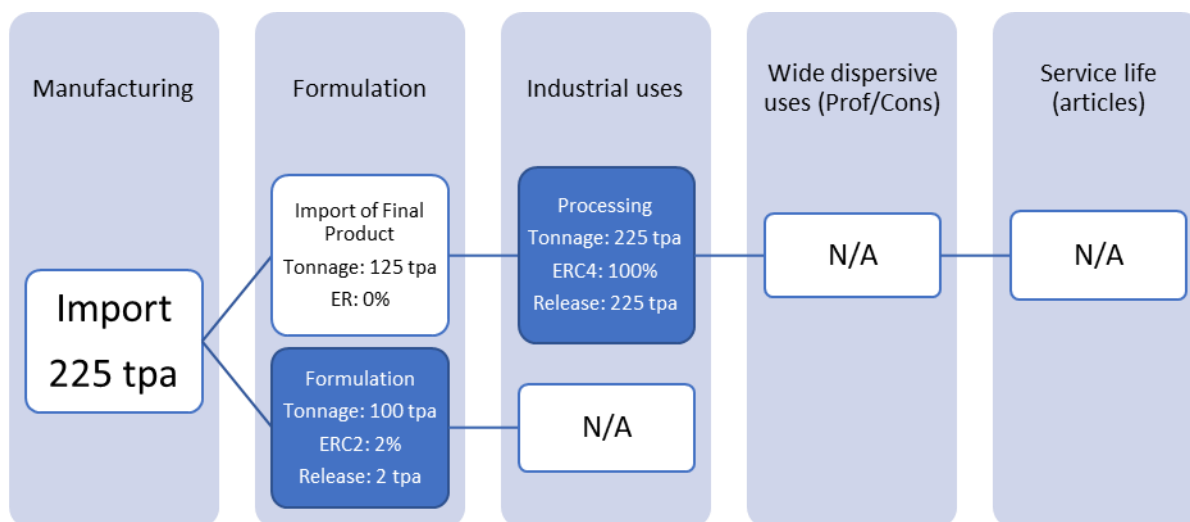 Manufacturing
Formulation
Industrial uses
Wide dispersive
uses (Prof/Cons)
Service life
(articles)
Import
225 tpa
Import of Final
Product
Tonnage: 125 tpa
ER: 0%
Formulation
Tonnage: 100 tpa
ERC2: 2%
Release: 2 tpa
Processing
Tonnage: 225 tpa
ERC4: 100%
Release: 225 tpa
N/A
N/A
N/A